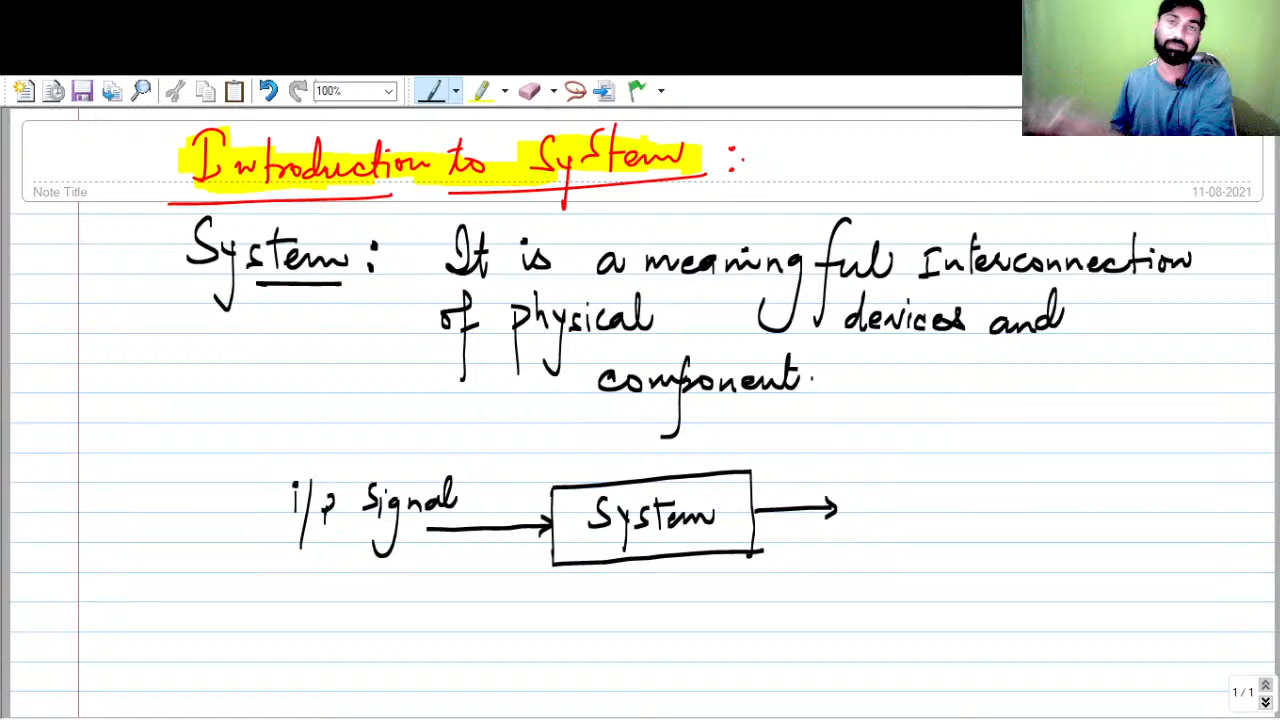 100%
Introduction to System :
Note Title
11-08-2021
System : It is a meaningful Interconnection
of physical devices and
component.
i/p Signal
System
1 / 1